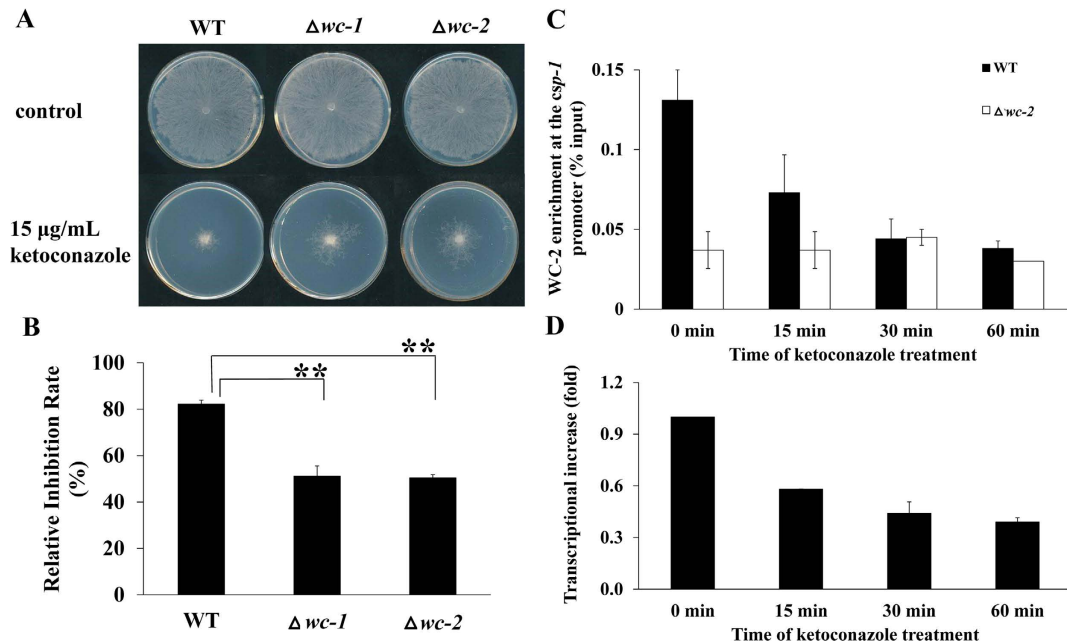 A
WT
Δwc-1
Δwc-2
control
15 μg/mL
ketoconazole
B
Relative Inhibition Rate
(%)
100
80
60
40
20
0
**
**
WT
Δwc-1
Δwc-2
C
WC-2 enrichment at the csp-1
promoter (% input)
0.15
0.1
0.05
0
WT
Δwc-2
0 min
15 min
30 min
60 min
Time of ketoconazole treatment
D
Transcriptional increase (fold)
1.2
0.9
0.6
0.3
0.0
0 min
15 min
30 min
60 min
Time of ketoconazole treatment